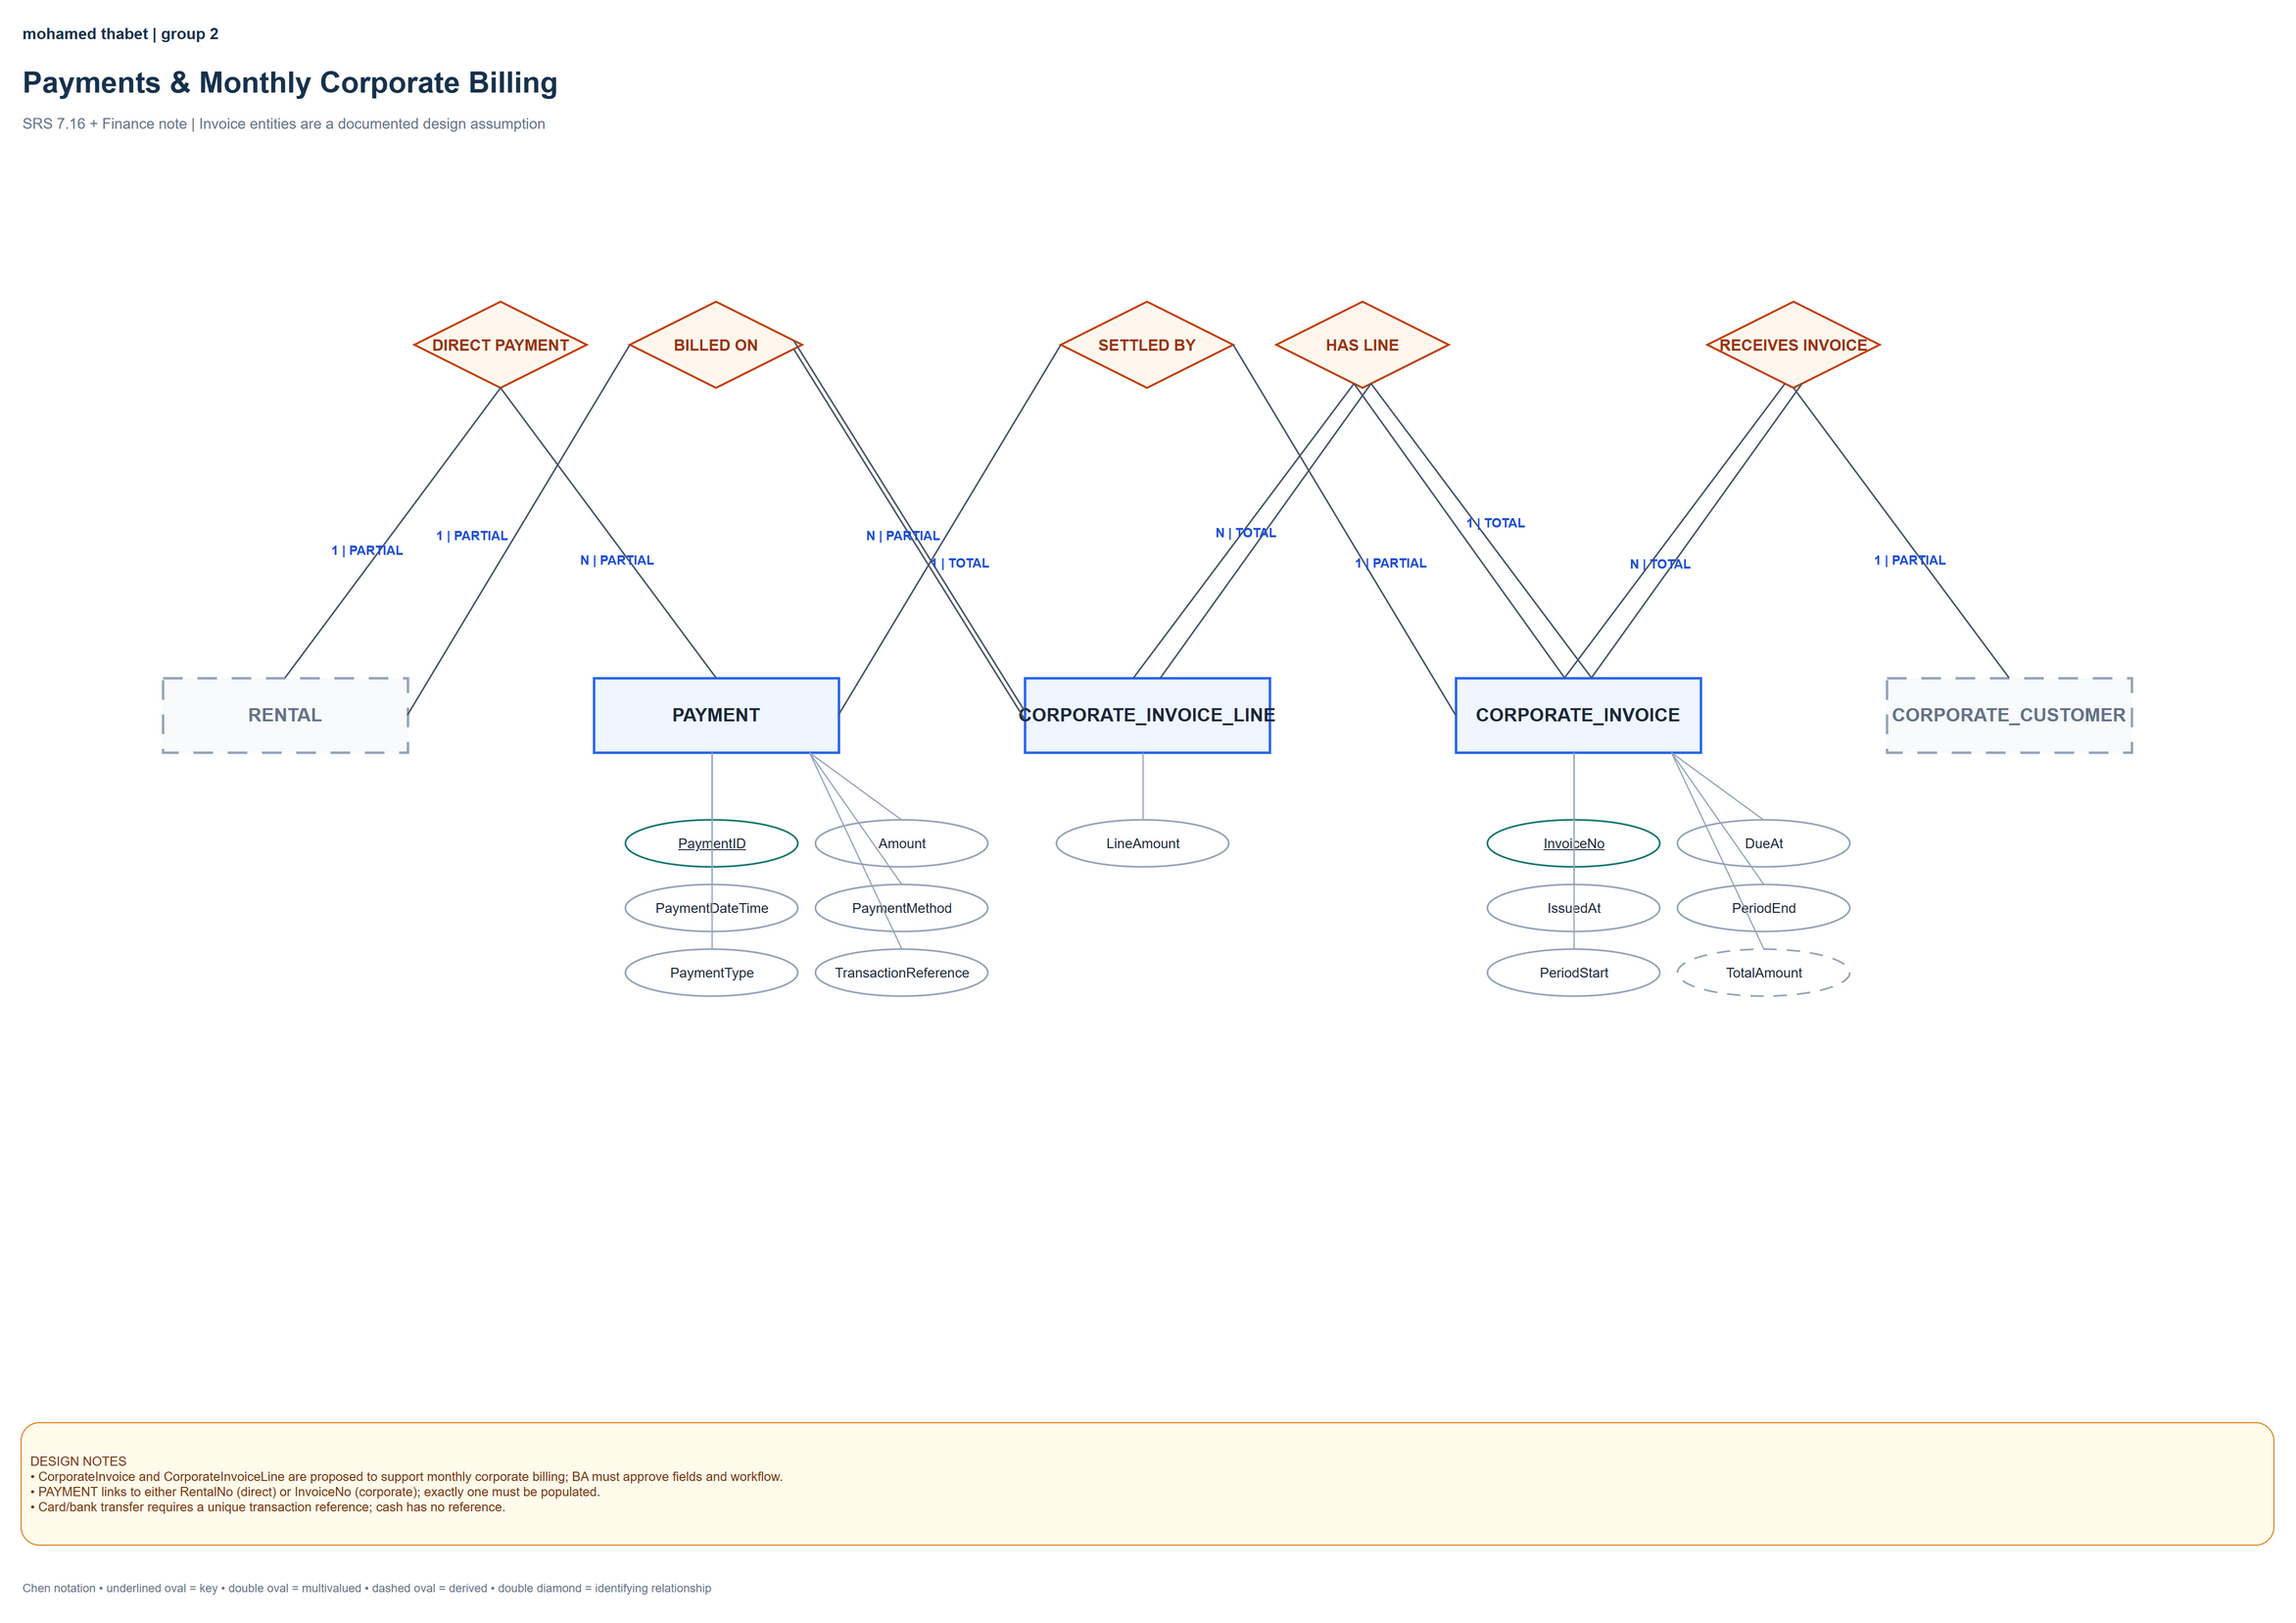 mohamed thabet | group 2
Payments & Monthly Corporate Billing
SRS 7.16 + Finance note | Invoice entities are a documented design assumption
DIRECT PAYMENT
BILLED ON
SETTLED BY
HAS LINE
RECEIVES INVOICE
1 | PARTIAL
1 | PARTIAL
N | PARTIAL
N | PARTIAL
1 | TOTAL
N | TOTAL
1 | PARTIAL
1 | TOTAL
N | TOTAL
1 | PARTIAL
RENTAL
PAYMENT
CORPORATE_INVOICE_LINE
CORPORATE_INVOICE
CORPORATE_CUSTOMER
PaymentID
Amount
LineAmount
InvoiceNo
DueAt
PaymentDateTime
PaymentMethod
IssuedAt
PeriodEnd
PaymentType
TransactionReference
PeriodStart
TotalAmount
DESIGN NOTES
• CorporateInvoice and CorporateInvoiceLine are proposed to support monthly corporate billing; BA must approve fields and workflow.
• PAYMENT links to either RentalNo (direct) or InvoiceNo (corporate); exactly one must be populated.
• Card/bank transfer requires a unique transaction reference; cash has no reference.
Chen notation • underlined oval = key • double oval = multivalued • dashed oval = derived • double diamond = identifying relationship